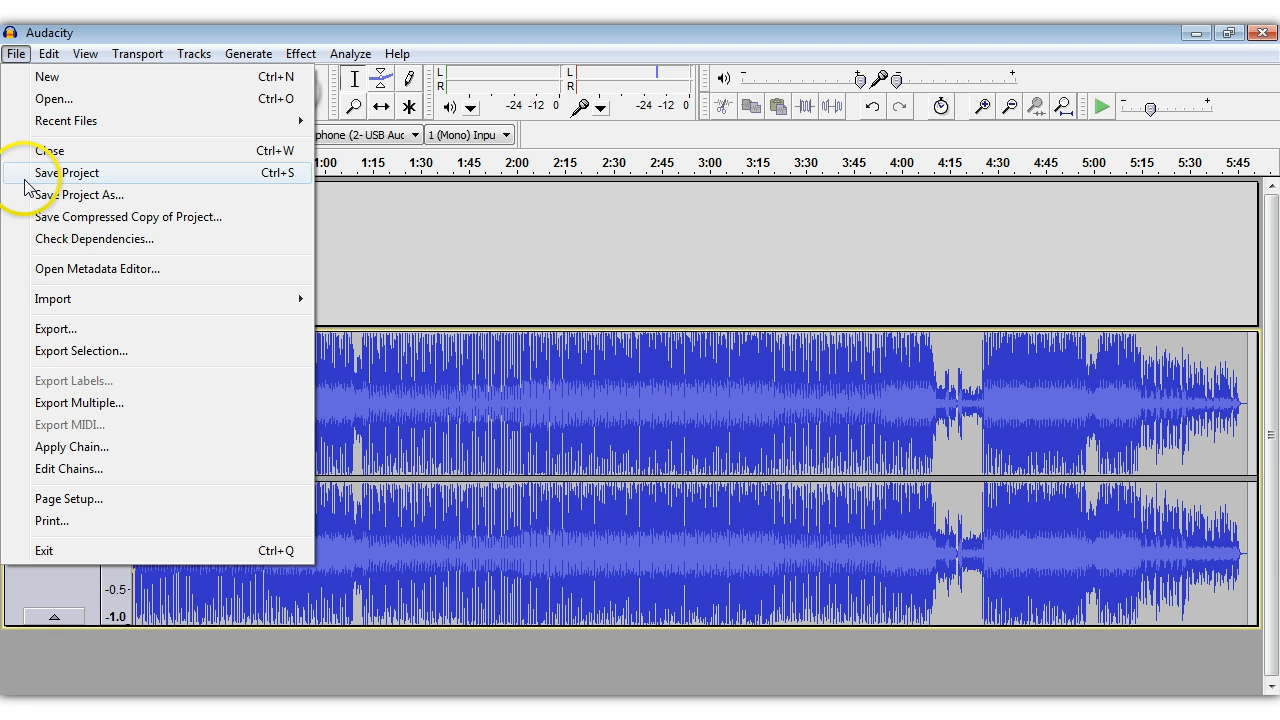 Audacity
File Edit View Transport Tracks Generate Effect Analyze Help
New Ctrl+N
Open... Ctrl+O
Recent Files
Close Ctrl+W
Save Project Ctrl+S
Save Project As...
Save Compressed Copy of Project...
Check Dependencies...
Open Metadata Editor...
Import
Export...
Export Selection...
Export Labels...
Export Multiple...
Export MIDI...
Apply Chain...
Edit Chains...
Page Setup...
Print...
Exit Ctrl+Q
L L
R R
-24 -12 0 -24 -12 0
phone (2- USB Auc 1 (Mono) Inpu
1:00 1:15 1:30 1:45 2:00 2:15 2:30 2:45 3:00 3:15 3:30 3:45 4:00 4:15 4:30 4:45 5:00 5:15 5:30 5:45
-0.5
-1.0